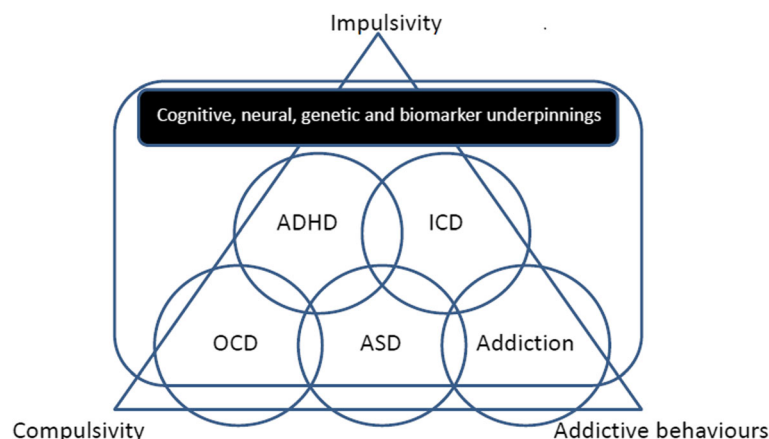 Impulsivity
Cognitive, neural, genetic and biomarker underpinnings
ADHD
ICD
OCD
ASD
Addiction
Compulsivity
Addictive behaviours